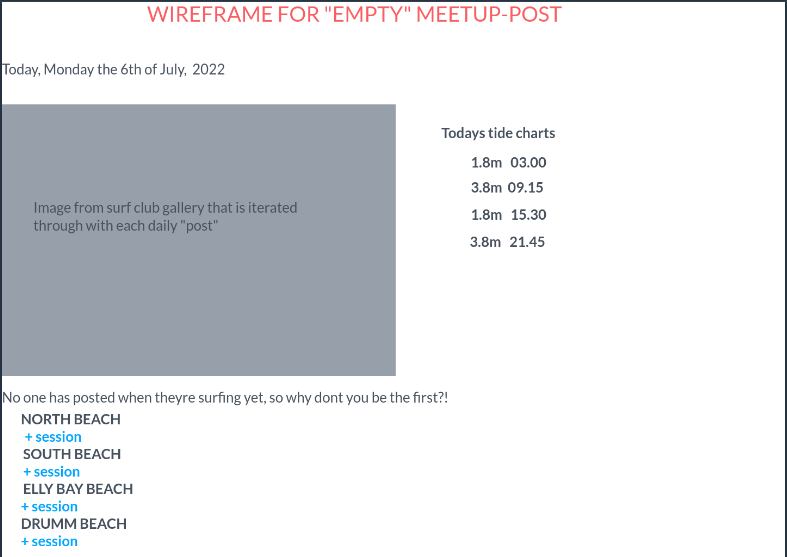 WIREFRAME FOR "EMPTY" MEETUP-POST
Today, Monday the 6th of July, 2022
Todays tide charts
1.8m 03.00
3.8m 09.15
1.8m 15.30
3.8m 21.45
Image from surf club gallery that is iterated
through with each daily "post"
No one has posted when theyre surfing yet, so why dont you be the first?!
NORTH BEACH
+ session
SOUTH BEACH
+ session
ELLY BAY BEACH
+ session
DRUMM BEACH
+ session